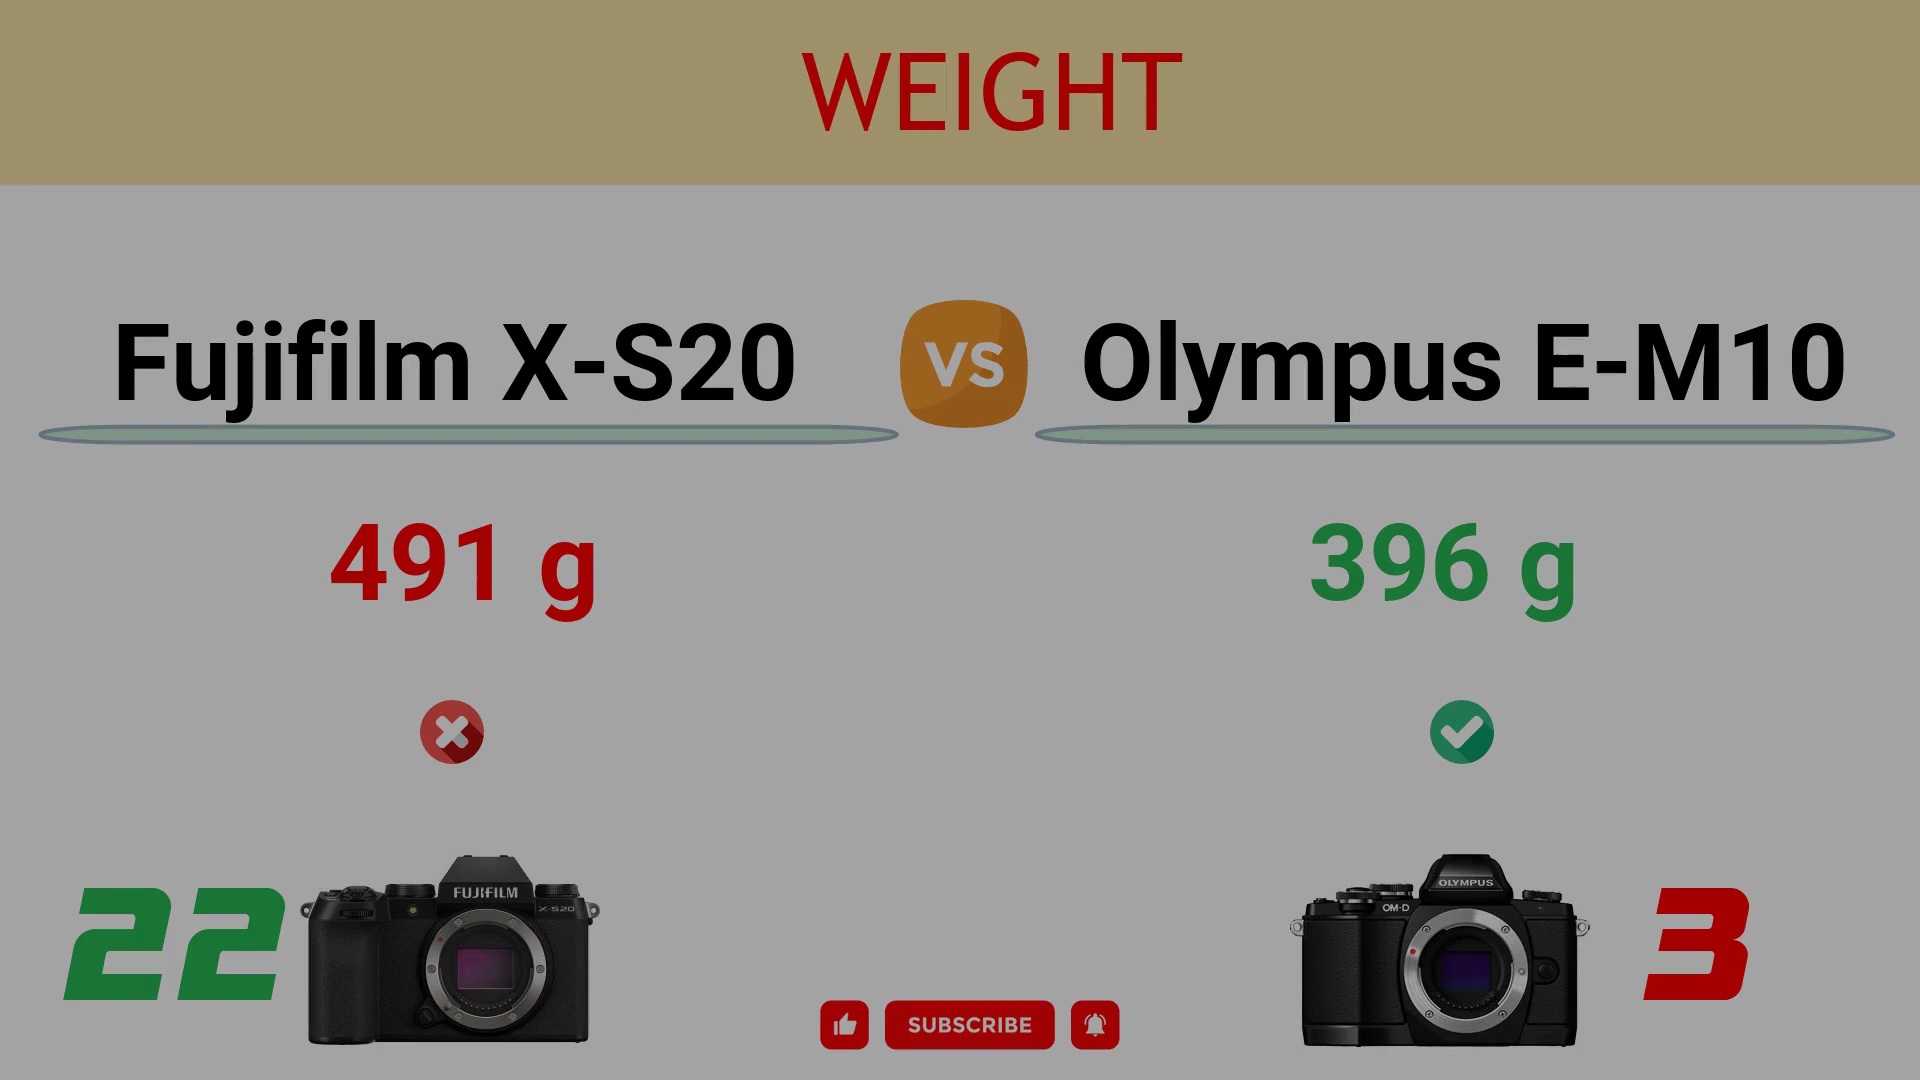 WEIGHT
Fujifilm X-S20
VS
Olympus E-M10
491 g
396 g
22
FUJIFILM
X-S20
OLYMPUS
OM-D
3
SUBSCRIBE